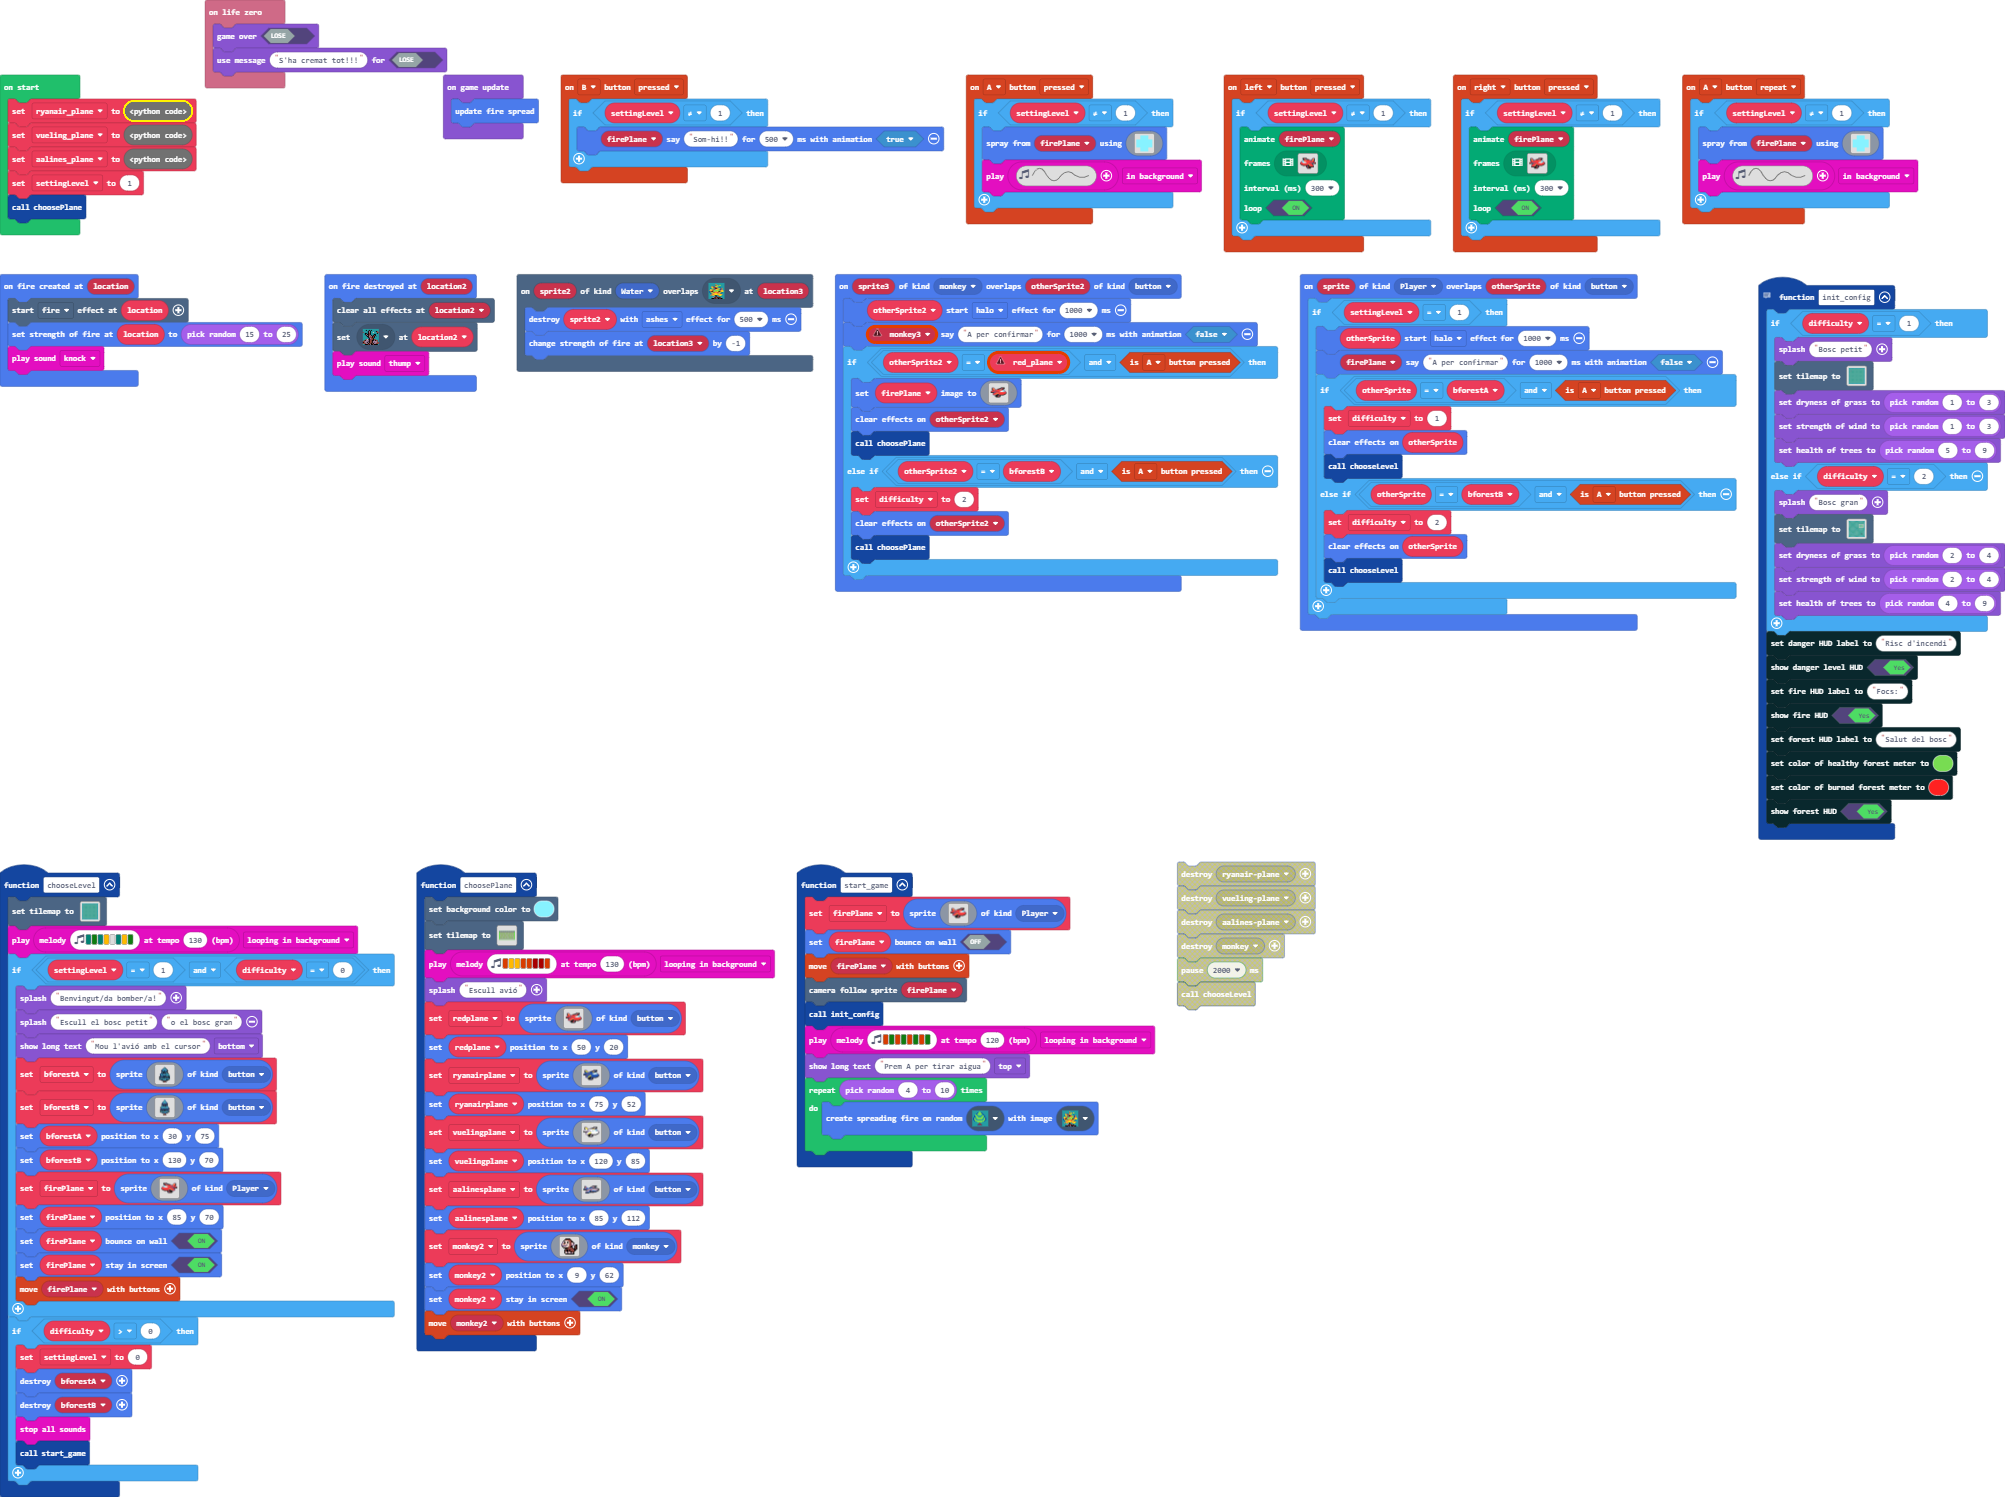 on life zero
game over LOSE
use message "S'ha cremat tot!!!" for LOSE
on start
set ryanair_plane to <python code>
set vueling_plane to <python code>
set aalines_plane to <python code>
set settingLevel to 1
call choosePlane
on game update
update fire spread
on B button pressed
if settingLevel ≠ 1 then
firePlane say "Som-hi!!" for 500 ms with animation true
on A button pressed
if settingLevel ≠ 1 then
spray from firePlane using
play in background
on left button pressed
if settingLevel ≠ 1 then
animate firePlane
frames
interval (ms) 300
loop ON
on right button pressed
if settingLevel ≠ 1 then
animate firePlane
frames
interval (ms) 300
loop ON
on A button repeat
if settingLevel ≠ 1 then
spray from firePlane using
play in background
on fire created at location
start fire effect at location
set strength of fire at location to pick random 15 to 25
play sound knock
on fire destroyed at location2
clear all effects at location2
set at location2
play sound thump
on sprite2 of kind Water overlaps at location3
destroy sprite2 with ashes effect for 500 ms
change strength of fire at location3 by -1
on sprite3 of kind monkey overlaps otherSprite2 of kind button
otherSprite2 start halo effect for 1000 ms
monkey3 say "A per confirmar" for 1000 ms with animation false
if otherSprite2 = red_plane and is A button pressed then
set firePlane image to
clear effects on otherSprite2
call choosePlane
else if otherSprite2 = bforestB and is A button pressed then
set difficulty to 2
clear effects on otherSprite2
call choosePlane
on sprite of kind Player overlaps otherSprite of kind button
if settingLevel = 1 then
otherSprite start halo effect for 1000 ms
firePlane say "A per confirmar" for 1000 ms with animation false
if otherSprite = bforestA and is A button pressed then
set difficulty to 1
clear effects on otherSprite
call chooseLevel
else if otherSprite = bforestB and is A button pressed then
set difficulty to 2
clear effects on otherSprite
call chooseLevel
function init_config
if difficulty = 1 then
splash "Bosc petit"
set tilemap to
set dryness of grass to pick random 1 to 3
set strength of wind to pick random 1 to 3
set health of trees to pick random 5 to 9
else if difficulty = 2 then
splash "Bosc gran"
set tilemap to
set dryness of grass to pick random 2 to 4
set strength of wind to pick random 2 to 4
set health of trees to pick random 4 to 9
set danger HUD label to "Risc d'incendi"
show danger level HUD Yes
set fire HUD label to "Focs:"
show fire HUD Yes
set forest HUD label to "Salut del bosc"
set color of healthy forest meter to
set color of burned forest meter to
show forest HUD Yes
function chooseLevel
set tilemap to
play melody at tempo 130 (bpm) looping in background
if settingLevel = 1 and difficulty = 0 then
splash "Benvingut/da bomber/a!"
splash "Escull el bosc petit" "o el bosc gran"
show long text "Mou l'avió amb el cursor" bottom
set bforestA to sprite of kind button
set bforestB to sprite of kind button
set bforestA position to x 30 y 75
set bforestB position to x 130 y 70
set firePlane to sprite of kind Player
set firePlane position to x 85 y 70
set firePlane bounce on wall ON
set firePlane stay in screen ON
move firePlane with buttons
if difficulty > 0 then
set settingLevel to 0
destroy bforestA
destroy bforestB
stop all sounds
call start_game
function choosePlane
set background color to
set tilemap to
play melody at tempo 130 (bpm) looping in background
splash "Escull avió"
set redplane to sprite of kind button
set redplane position to x 50 y 20
set ryanairplane to sprite of kind button
set ryanairplane position to x 75 y 52
set vuelingplane to sprite of kind button
set vuelingplane position to x 120 y 85
set aalinesplane to sprite of kind button
set aalinesplane position to x 85 y 112
set monkey2 to sprite of kind monkey
set monkey2 position to x 9 y 62
set monkey2 stay in screen ON
move monkey2 with buttons
function start_game
set firePlane to sprite of kind Player
set firePlane bounce on wall OFF
move firePlane with buttons
camera follow sprite firePlane
call init_config
play melody at tempo 120 (bpm) looping in background
show long text "Prem A per tirar aigua" top
repeat pick random 4 to 10 times
do
create spreading fire on random with image
destroy ryanair-plane
destroy vueling-plane
destroy aalines-plane
destroy monkey
pause 2000 ms
call chooseLevel